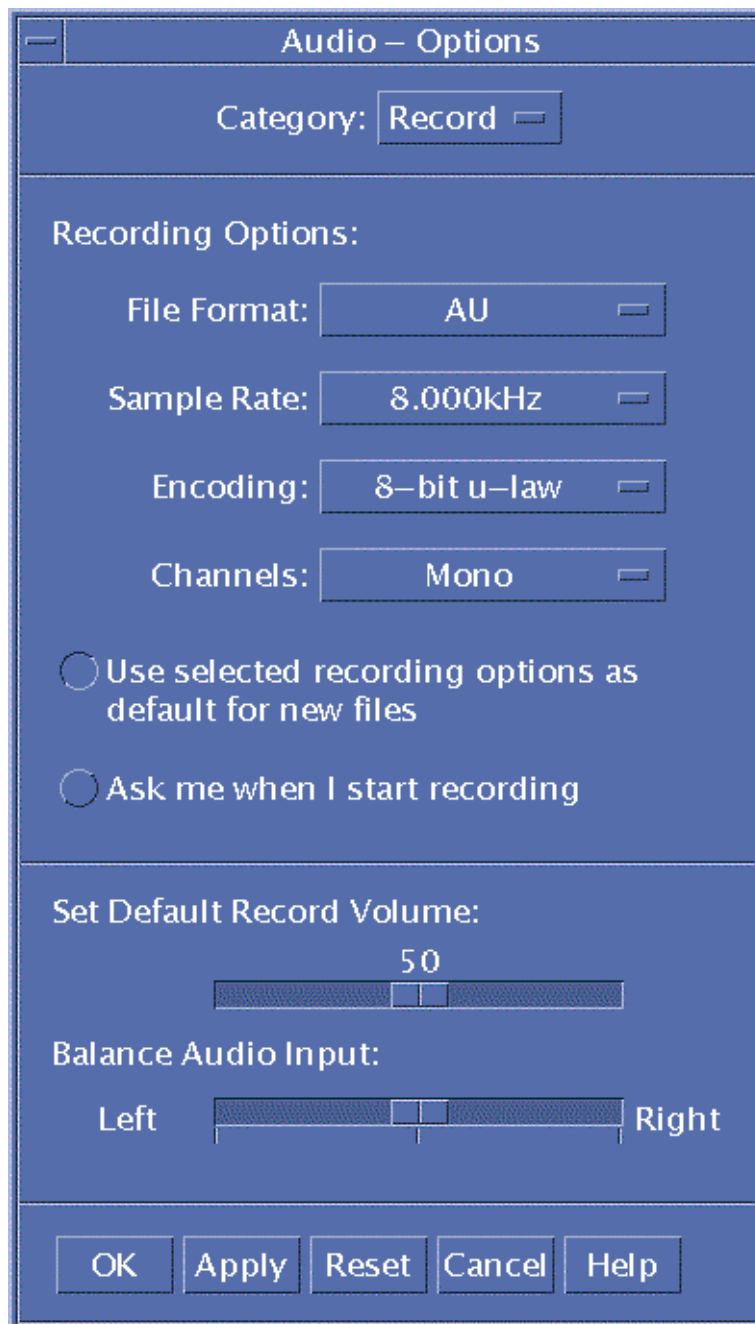 Audio – Options
Category: Record
Recording Options:
File Format: AU
Sample Rate: 8.000kHz
Encoding: 8–bit u–law
Channels: Mono
Use selected recording options as
default for new files
Ask me when I start recording
Set Default Record Volume:
50
Balance Audio Input:
Left Right
OK Apply Reset Cancel Help